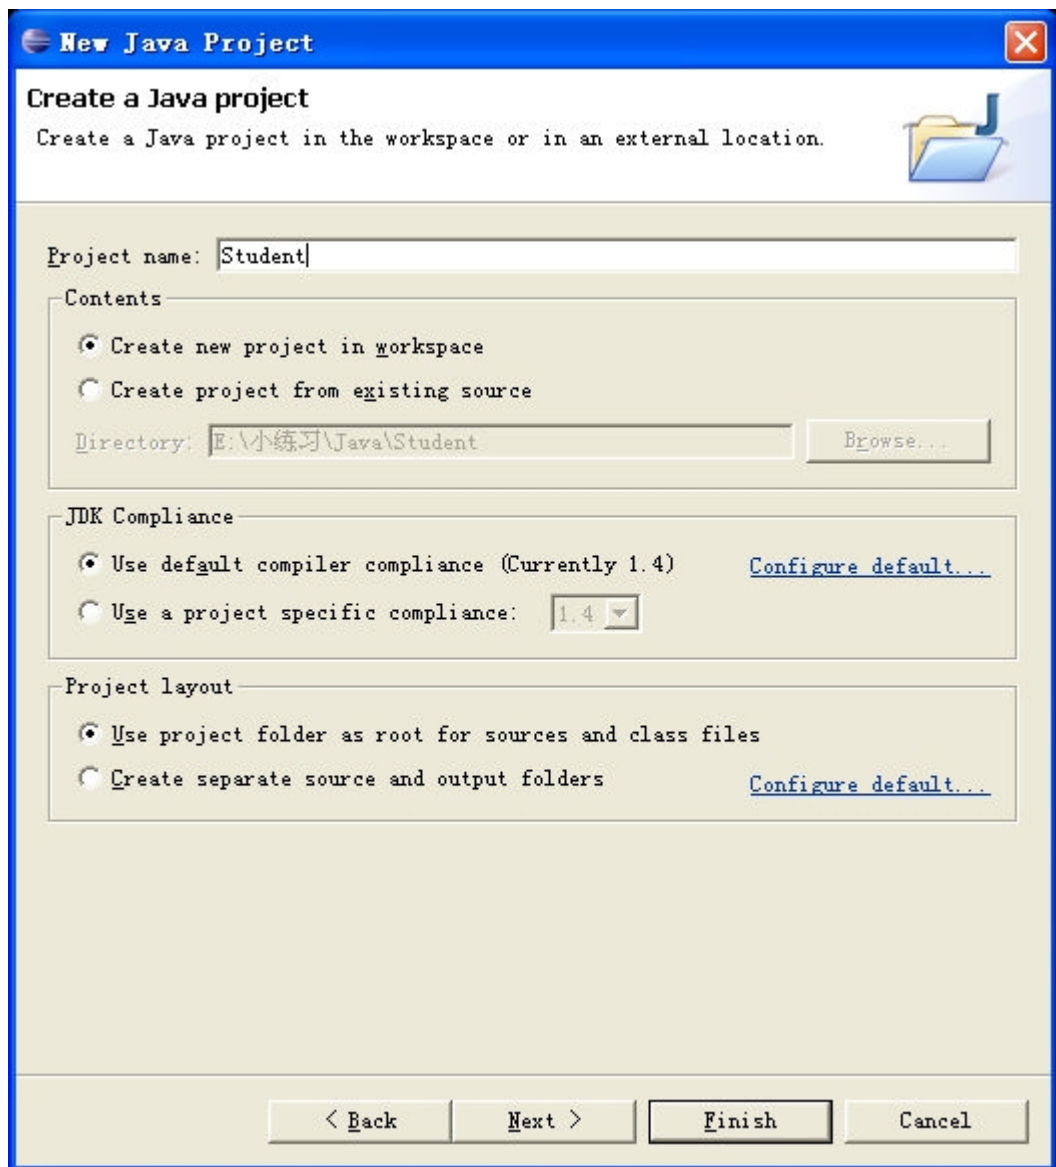 New Java Project
Create a Java project
Create a Java project in the workspace or in an external location.
Project name: Student
Contents
Create new project in workspace
Create project from existing source
Directory: E:\小练习\Java\Student
Browse...
JDK Compliance
Use default compiler compliance (Currently 1.4)
Configure default...
Use a project specific compliance:
1.4
Project layout
Use project folder as root for sources and class files
Create separate source and output folders
Configure default...
< Back
Next >
Finish
Cancel